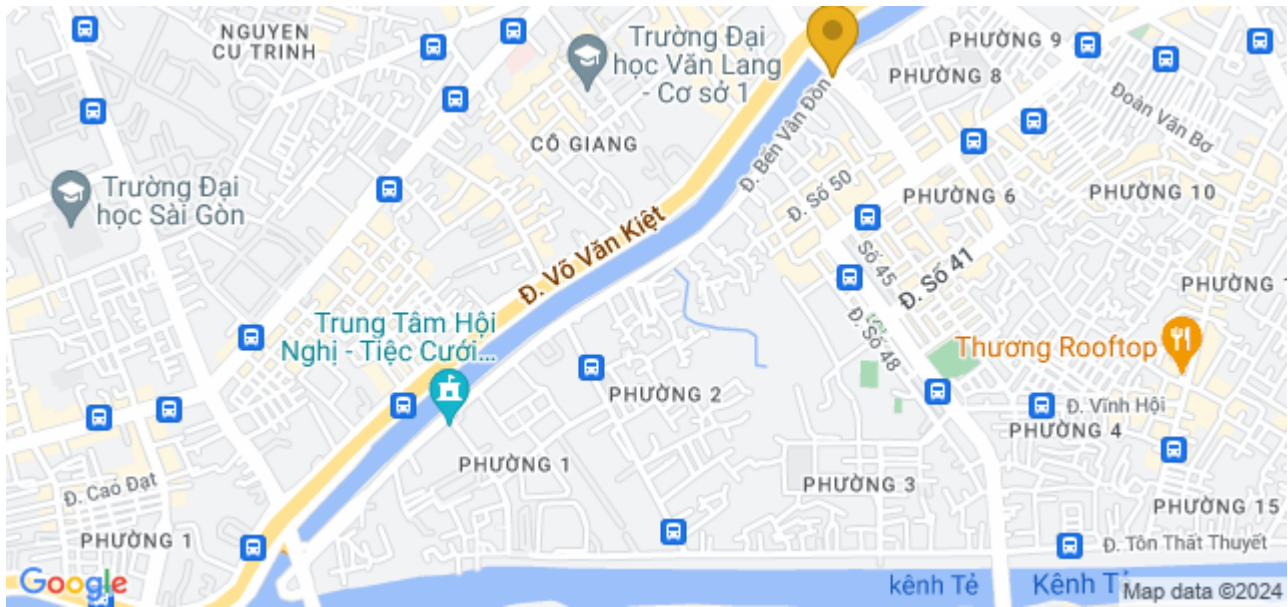 NGUYEN
CU TRINH
Trường Đại
học Văn Lang
- Cơ sở 1
PHƯỜNG 9
PHƯỜNG 8
Đoàn Văn Bơ
CÔ GIANG
Đ. Bến Vân Đồn
Trường Đại
học Sài Gòn
Đ. Số 50
PHƯỜNG 6
PHƯỜNG 10
Đ. Võ Văn Kiệt
Số 45
Đ. Số 41
PHƯỜNG
Trung Tâm Hội
Nghị - Tiệc Cưới...
Đ. Số 48
Thương Rooftop
PHƯỜNG 2
Đ. Vĩnh Hội
PHƯỜNG 4
PHƯỜNG 1
Đ. Cao Đạt
PHƯỜNG 3
PHƯỜNG 15
PHƯỜNG 1
Đ. Tôn Thất Thuyết
Google
kênh Tẻ
Kênh
Map data ©2024